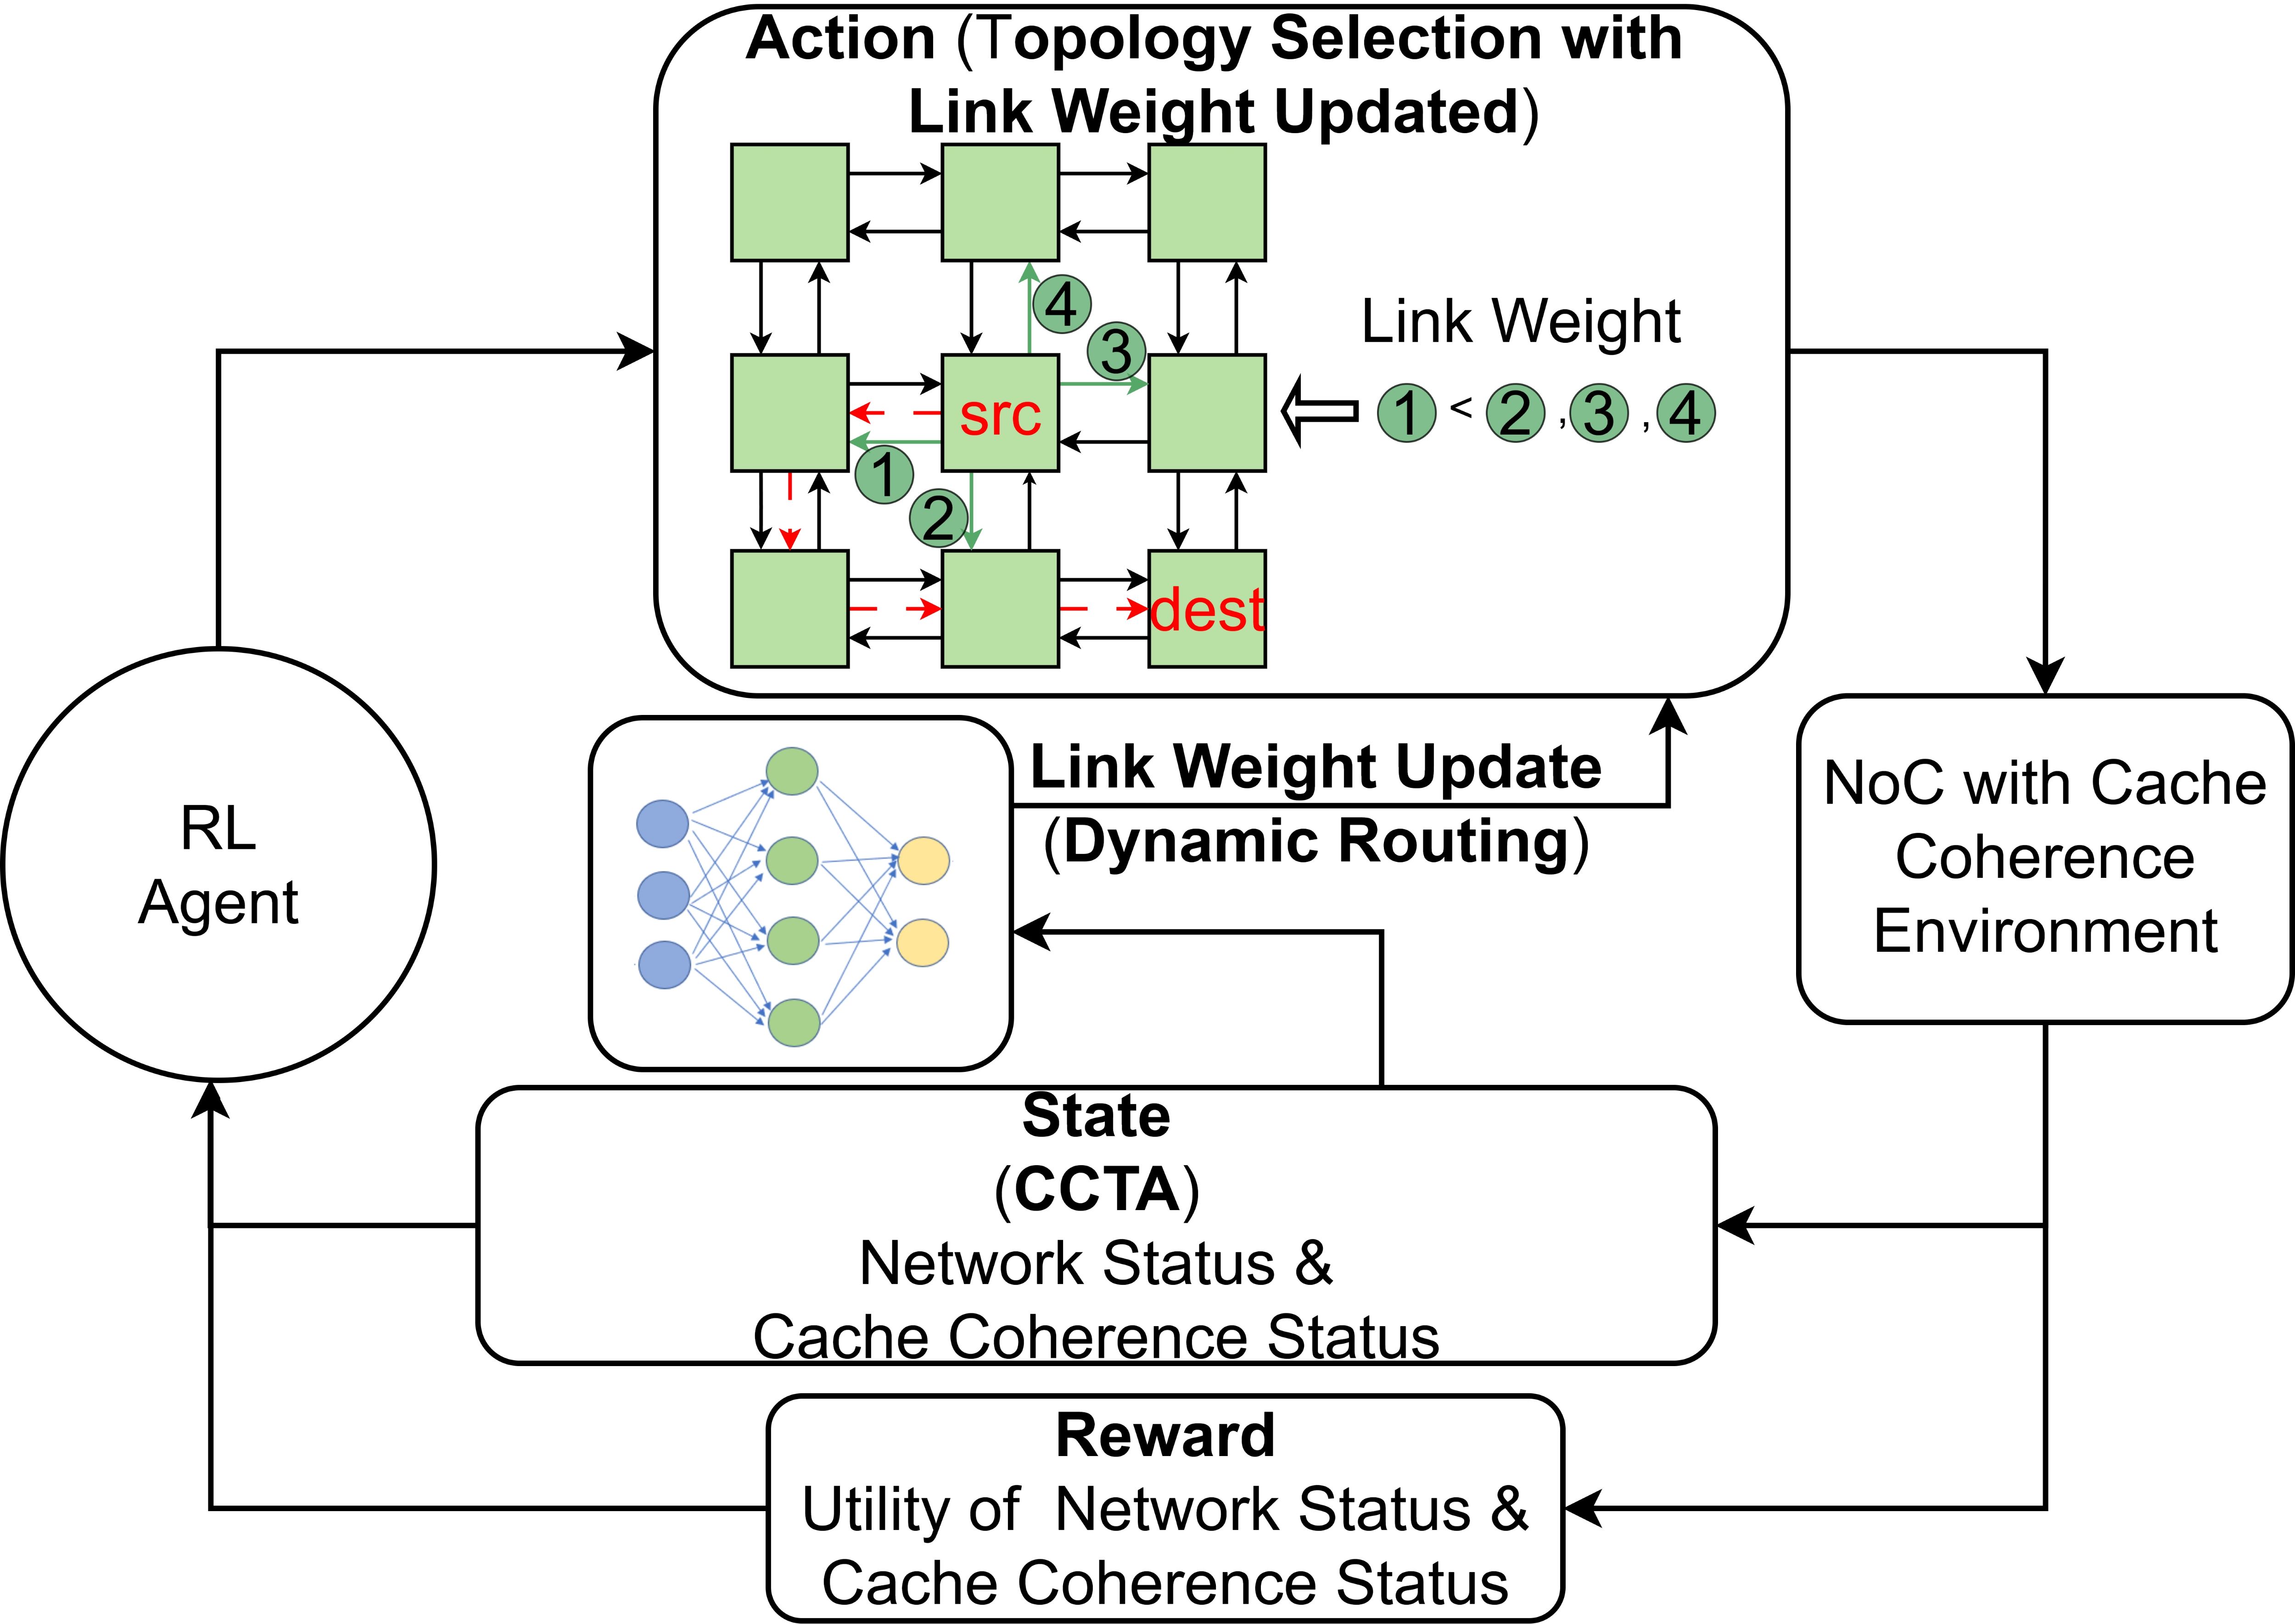 Action (Topology Selection with
Link Weight Updated)
4
3
Link Weight
src
1 < 2 , 3 , 4
1
2
dest
Link Weight Update
(Dynamic Routing)
RL
Agent
NoC with Cache
Coherence
Environment
State
(CCTA)
Network Status &
Cache Coherence Status
Reward
Utility of Network Status &
Cache Coherence Status